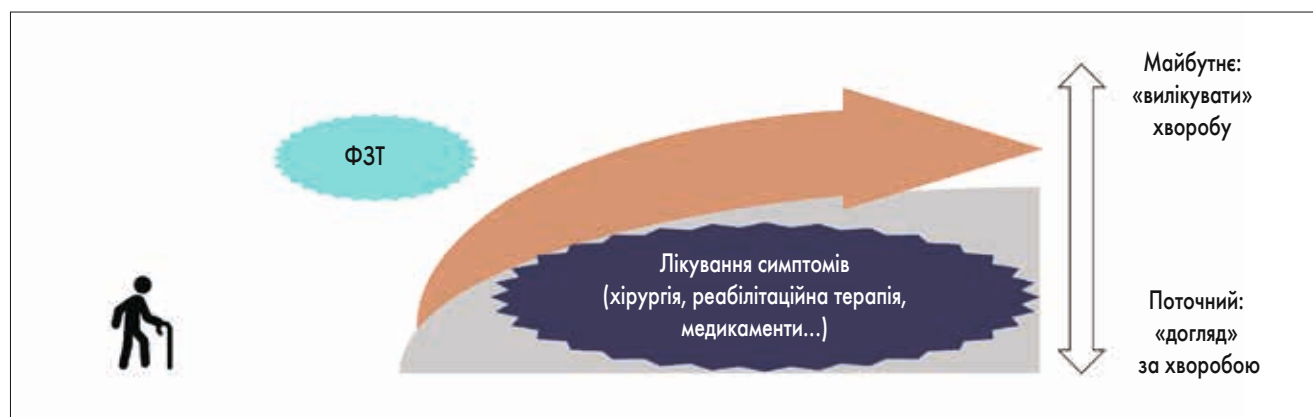 ФЗТ
Лікування симптомів
(хірургія, реабілітаційна терапія,
медикаменти...)
Майбутнє:
«вилікувати»
хворобу
Поточний:
«догляд»
за хворобою